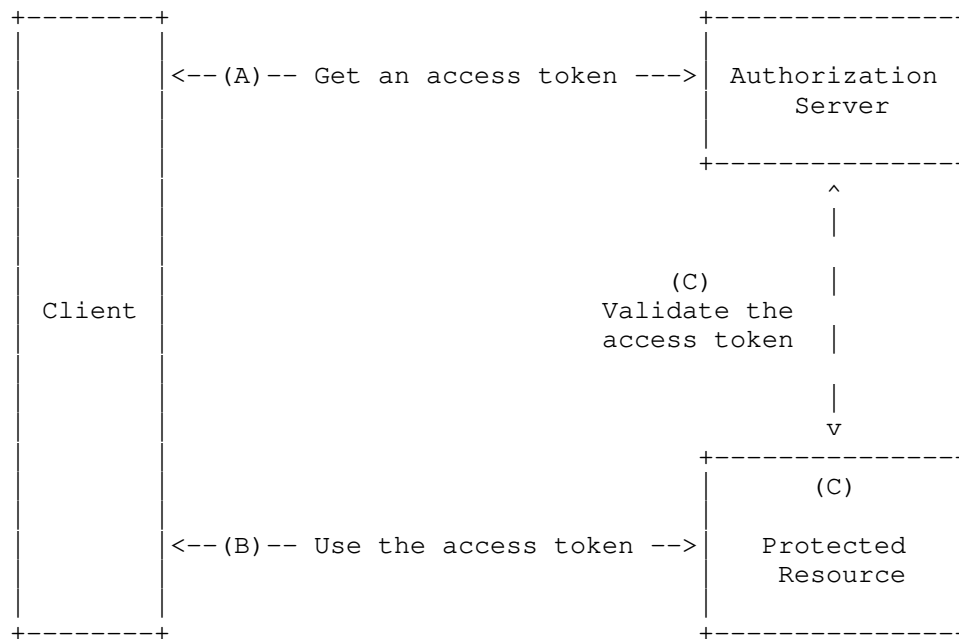 <--(A)-- Get an access token --->
Authorization
Server
(C)
Client
Validate the
access token
(C)
<--(B)-- Use the access token -->
Protected
Resource